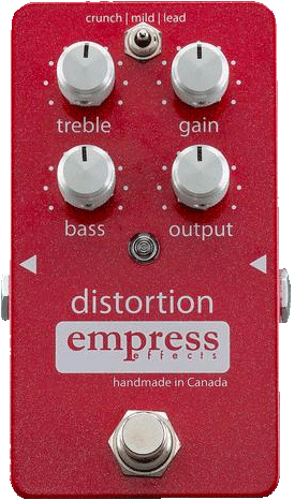 crunch | mild | lead
treble gain
bass output
distortion
empress
effects
handmade in Canada